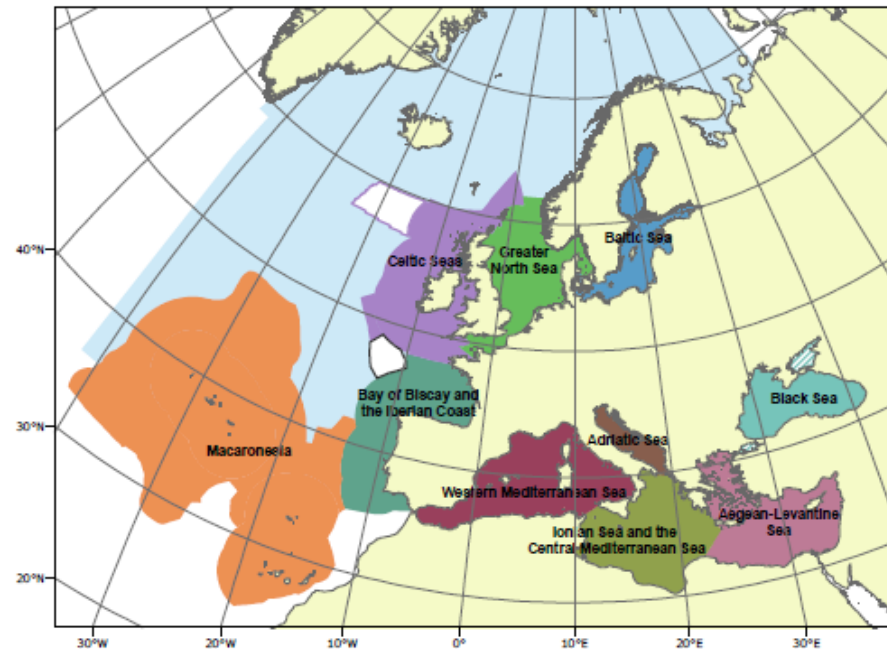 Celtic Seas
Greater
North Sea
Baltic Sea
40°N
Bay of Biscay and
the Iberian Coast
Black Sea
30°N
Macaronesia
Adriatic Sea
Western Mediterranean Sea
Aegean-Levantine
Sea
Ionian Sea and the
Central Mediterranean Sea
20°N
30°W
20°W
10°W
0°
10°E
20°E
30°E